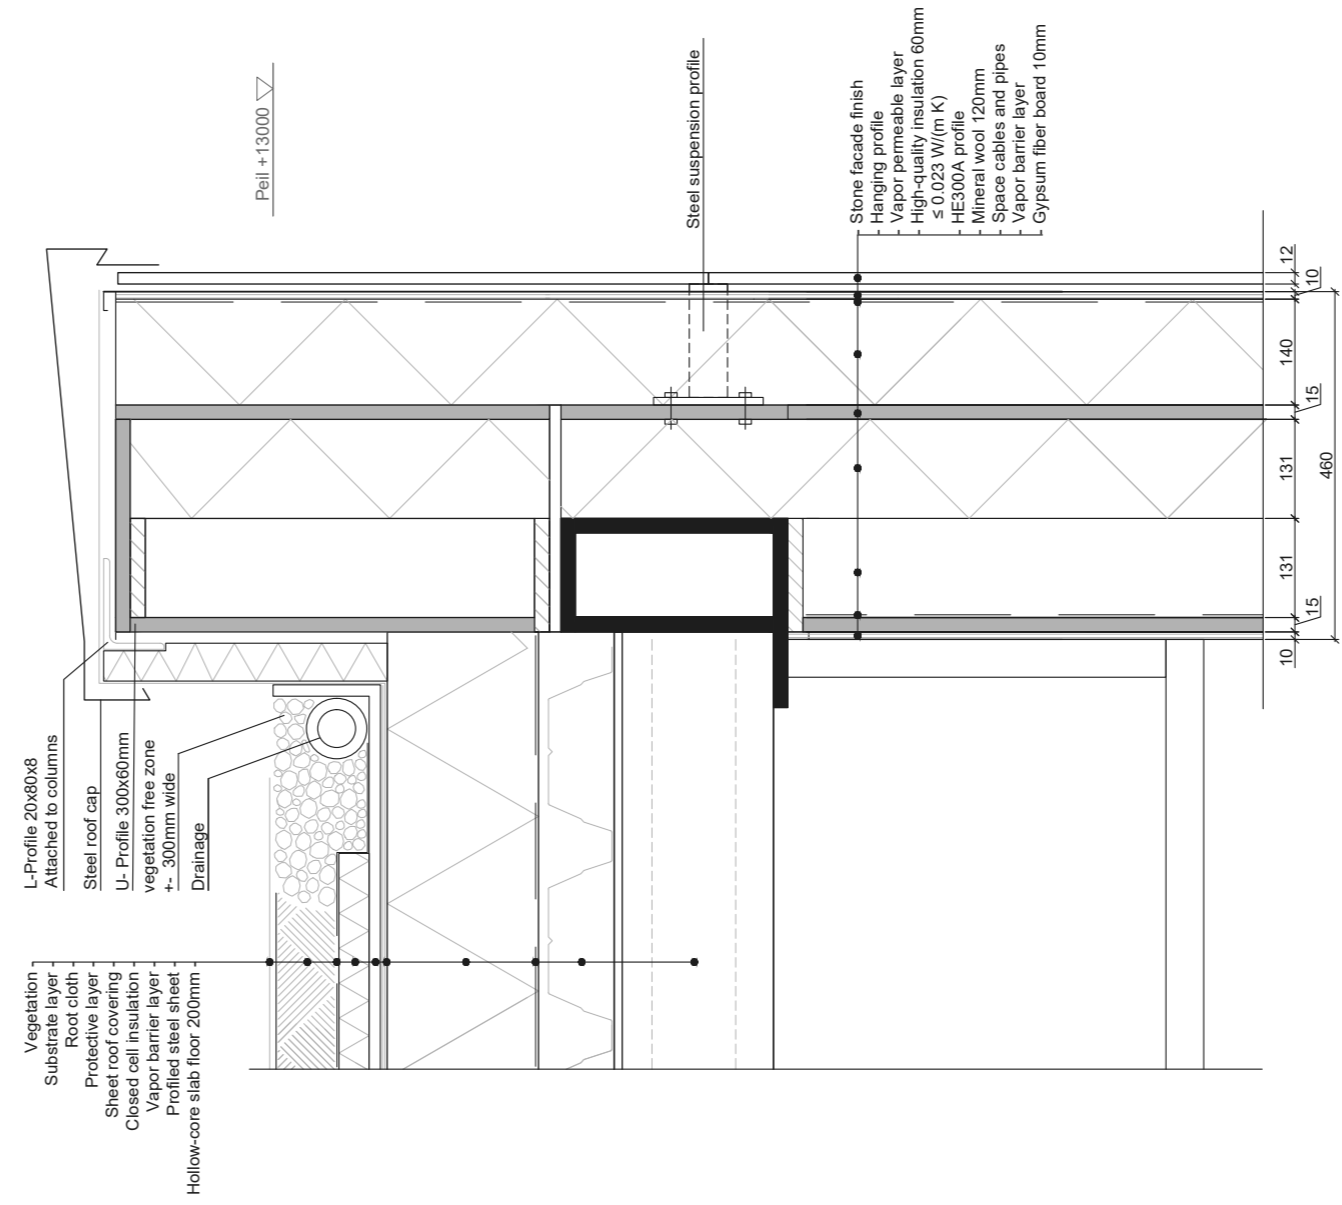 L-Profile 20x80x8
Attached to columns
Steel roof cap
U- Profile 300x60mm
vegetation free zone
+- 300mm wide
Drainage
Vegetation
Substrate layer
Root cloth
Protective layer
Sheet roof covering
Closed cell insulation
Vapor barrier layer
Profiled steel sheet
Hollow-core slab floor 200mm
Peil +13000
Steel suspension profile
Stone facade finish
Hanging profile
Vapor permeable layer
High-quality insulation 60mm
≤ 0.023 W/(m K)
HE300A profile
Mineral wool 120mm
Space cables and pipes
Vapor barrier layer
Gypsum fiber board 10mm
10
15
131
131
15
140
10
12
460